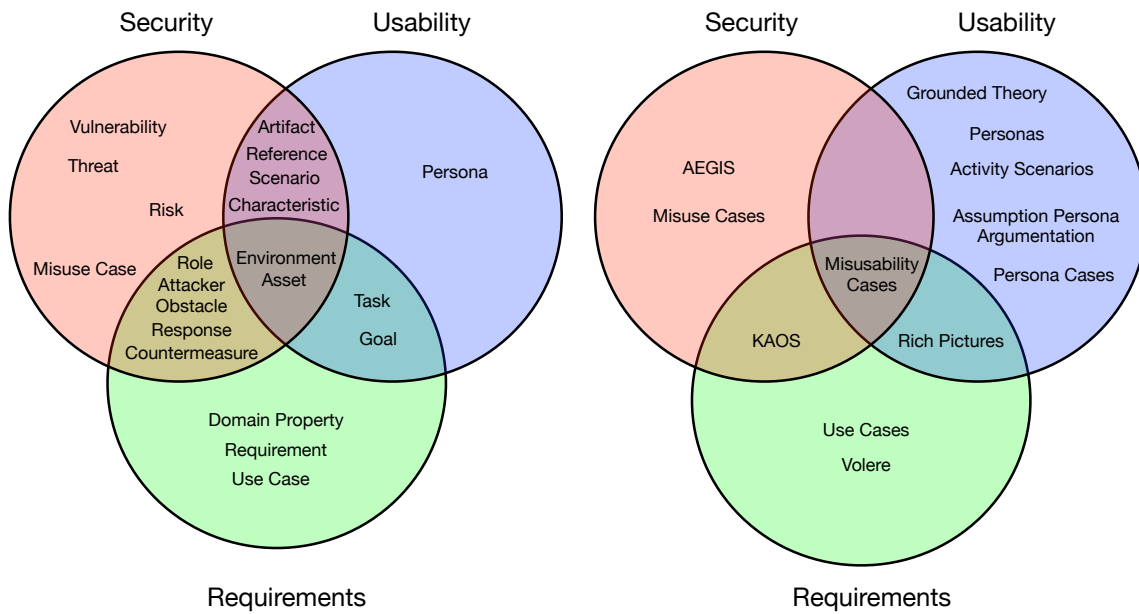 Security
Usability
Vulnerability
Threat
Risk
Misuse Case
Artifact
Reference
Scenario
Characteristic
Persona
Environment
Asset
Role
Attacker
Obstacle
Response
Countermeasure
Task
Goal
Domain Property
Requirement
Use Case
Requirements
Security
Usability
AEGIS
Misuse Cases
Grounded Theory
Personas
Activity Scenarios
Assumption Persona
Argumentation
Persona Cases
Misusability
Cases
KAOS
Rich Pictures
Use Cases
Volere
Requirements